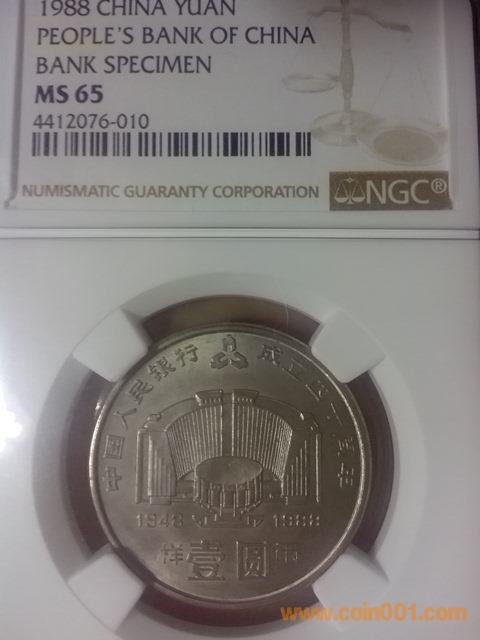 1988 CHINA YUAN
PEOPLE'S BANK OF CHINA
BANK SPECIMEN
MS 65
4412076-010
NUMISMATIC GUARANTY CORPORATION
NGC®
中国人民银行 成立四十周年
1948 1988
样 壹圆 币
www.coin001.com